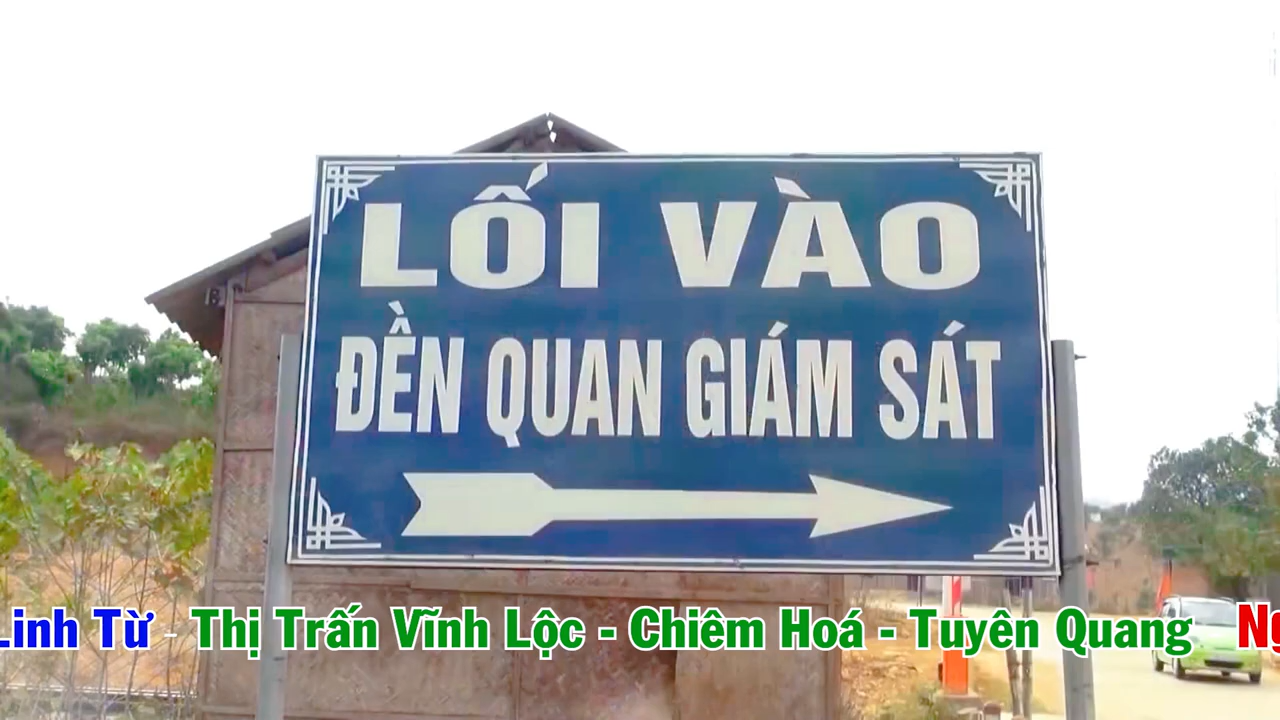 LỐI VÀO
ĐỀN QUAN GIÁM SÁT
Linh Từ - Thị Trấn Vĩnh Lộc - Chiêm Hoá - Tuyên Quang